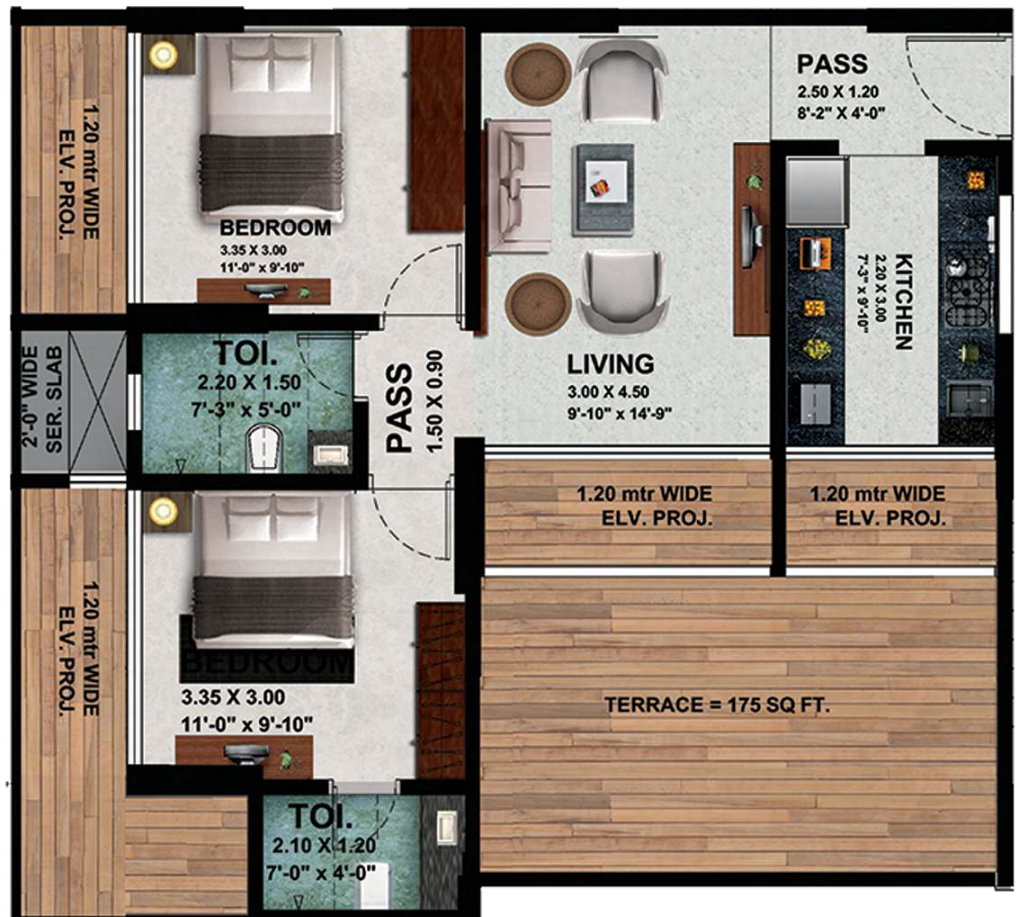 PASS
2.50 X 1.20
8'-2" X 4'-0"
1.20 mtr WIDE
ELV. PROJ.
BEDROOM
3.35 X 3.00
11'-0" x 9'-10"
KITCHEN
2.20 X 3.00
7'-3" x 9'-10"
LIVING
3.00 X 4.50
9'-10" x 14'-9"
2'-0" WIDE
SER. SLAB
TOI.
2.20 X 1.50
7'-3" x 5'-0"
PASS
1.50 X 0.90
1.20 mtr WIDE
ELV. PROJ.
1.20 mtr WIDE
ELV. PROJ.
1.20 mtr WIDE
ELV. PROJ.
BEDROOM
3.35 X 3.00
11'-0" x 9'-10"
TERRACE = 175 SQ FT.
TOI.
2.10 X 1.20
7'-0" x 4'-0"